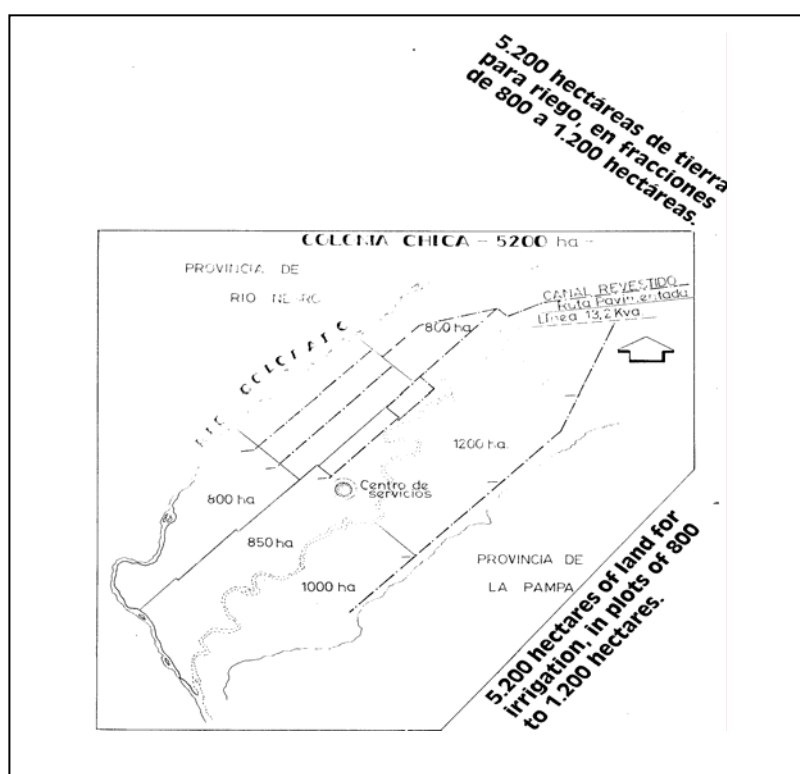 5.200 hectáreas de tierra
para riego, en fracciones
de 800 a 1.200 hectáreas.
COLONIA CHICA - 5200 ha -
PROVINCIA DE
RIO NEGRO
CANAL REVESTIDO
Ruta Pavimentada
Línea 13,2 Kva
800 ha
RIO COLORADO
1200 ha.
800 ha
Centro de
servicios
850 ha
1000 ha
PROVINCIA DE
LA PAMPA
5.200 hectares of land for
irrigation, in plots of 800
to 1.200 hectares.